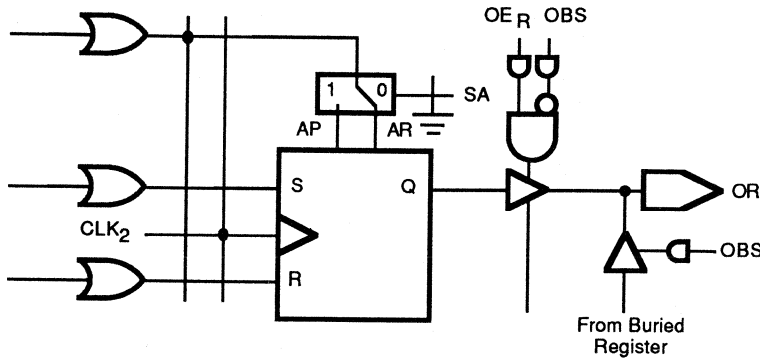 OE R OBS
1 0
SA
AP AR
S Q
OR
CLK2
OBS
R
From Buried
Register